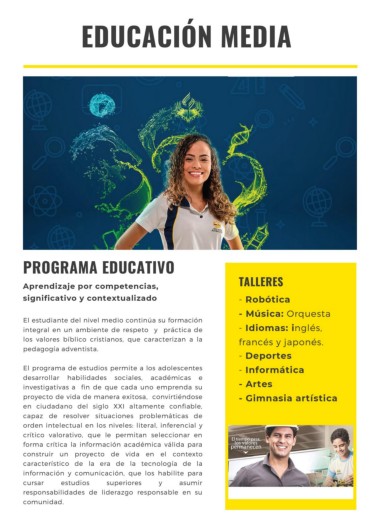 EDUCACIÓN MEDIA
PROGRAMA EDUCATIVO
Aprendizaje por competencias,
significativo y contextualizado
El estudiante del nivel medio continúa su formación
integral en un ambiente de respeto y práctica de
los valores bíblico cristianos, que caracterizan a la
pedagogía adventista.
El programa de estudios permite a los adolescentes
desarrollar habilidades sociales, académicas e
investigativas a fin de que cada uno emprenda su
proyecto de vida de manera exitosa, convirtiéndose
en ciudadano del siglo XXI altamente confiable,
capaz de resolver situaciones problemáticas de
orden intelectual en los niveles: literal, inferencial y
crítico valorativo, que le permitan seleccionar en
forma crítica la información académica válida para
construir un proyecto de vida en el contexto
característico de la era de la tecnología de la
información y comunicación, que los habilite para
cursar estudios superiores y asumir
responsabilidades de liderazgo responsable en su
comunidad.
TALLERES
- Robótica
- Música: Orquesta
- Idiomas: inglés,
francés y japonés.
- Deportes
- Informática
- Artes
- Gimnasia artística
El tiempo pasa,
los valores
permanecen